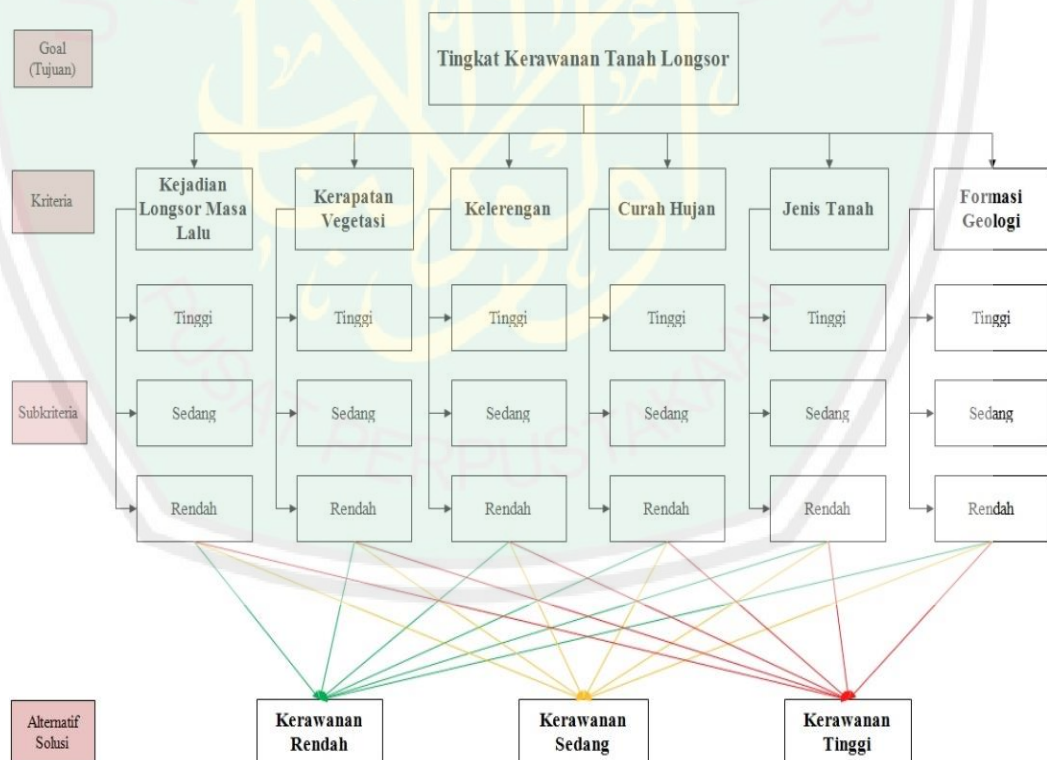 Goal
(Tujuan)
Tingkat Kerawanan Tanah Longsor
Kriteria
Kejadian
Longsor Masa
Lalu
Kerapatan
Vegetasi
Kelerengan
Curah Hujan
Jenis Tanah
Formasi
Geologi
Tinggi
Tinggi
Tinggi
Tinggi
Tinggi
Tinggi
Subkriteria
Sedang
Sedang
Sedang
Sedang
Sedang
Sedang
Rendah
Rendah
Rendah
Rendah
Rendah
Rendah
PUSAT PERPUSTAKAAN
Alternatif
Solusi
Kerawanan
Rendah
Kerawanan
Sedang
Kerawanan
Tinggi